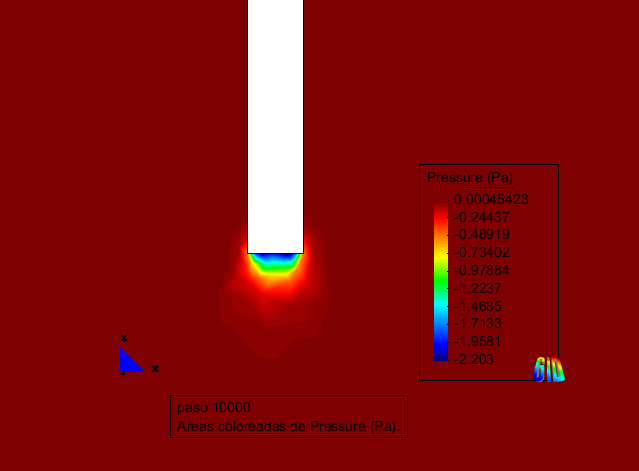 Pressure (Pa)
0.00045423
-0.24437
-0.48919
-0.73402
-0.97884
-1.2237
-1.4685
-1.7133
-1.9581
-2.203
z
x
GiD
paso 10000
Areas coloreadas de Pressure (Pa).